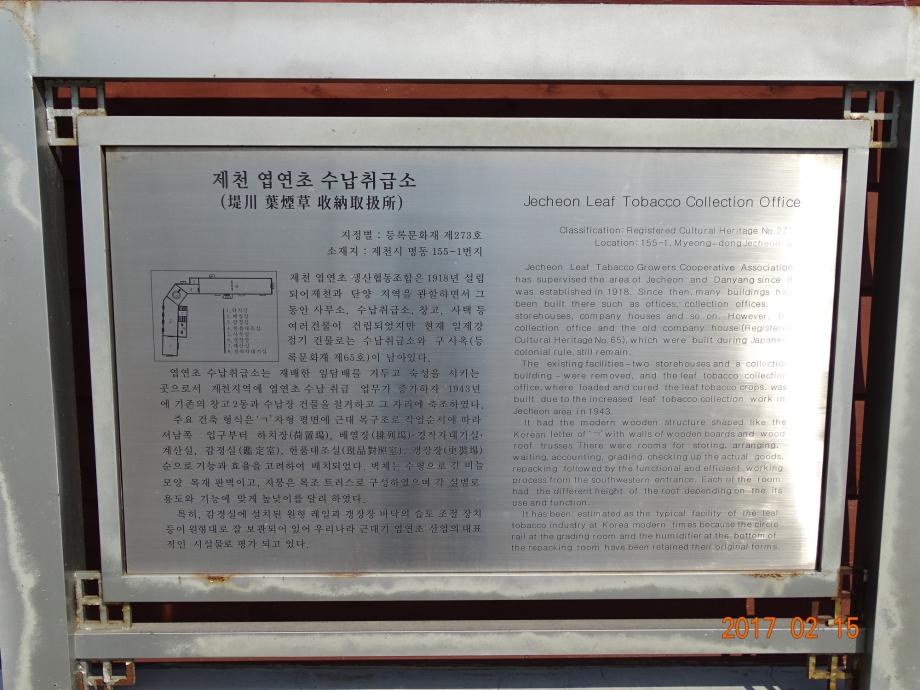 제천 엽연초 수납취급소
(堤川 葉煙草 收納取扱所)
지정별 : 등록문화재 제273호
소재지 : 제천시 명동 155-1번지
제천 엽연초 생산협동조합은 1918년 설립
되어제천과 단양 지역을 관할하면서 그
동안 사무소, 수납취급소, 창고, 사택 등
여러건물이 건립되었지만 현재 일제강
점기 건물로는 수납취급소와 구사옥(등
록문화재 제65호)이 남아있다.
엽연초 수납취급소는 재배한 잎담배를 거두고 숙성을 시키는
곳으로서 제천지역에 엽연초수납 취급 업무가 증가하자 1943년
에 기존의 창고2동과 수납장 건물을 철거하고 그 자리에 축조하였다.
주요 건축 형식은 'ㄱ'자형 평면에 근대 목구조로 작업순서에 따라
서남쪽 입구부터 하치장(荷置場), 배열장(排列場)·경작자대기실·
계산실, 감정실(鑑定室), 현품대조실(現品對照室), 갱장장(更裝場)
순으로 기능과 효율을 고려하여 배치되었다. 벽체는 수평으로 긴 비늘
모양 목재 판벽이고, 지붕은 목조 트러스로 구성하였으며 각 실별로
용도와 기능에 맞게 높낮이를 달리 하였다.
특히, 감정실에 설치된 원형 레일과 갱장장 바닥의 습도 조절 장치
등이 원형대로 잘 보관되어 있어 우리나라 근대기 엽연초 산업의 대표
적인 시설물로 평가 되고 있다.
Jecheon Leaf Tobacco Collection Office
Classification: Registered Cultural Heritage No. 27
Location: 155-1, Myeong-dong Jecheon-
Jecheon Leaf Tabacco Growers Cooperative Association
has supervised the area of Jecheon and Danyang since it
was established in 1918. Since then, many buildings ha
been built there such as offices, collection offices,
storehouses, company houses and so on. However, th
collection office and the old company house (Registered
Cultural Heritage No. 65), which were built during Japanese
colonial rule, still remain.
The existing facilities-two storehouses and a collection
building - were removed, and the leaf tobacco collection
office, where loaded and cured the leaf tobacco crops, was
built due to the increased leaf tobacco collection work in
Jecheon area in 1943.
It had the modern wooden structure shaped like the
Korean letter of 'ㄱ' with walls of wooden boards and wood
roof frusses There were rooms for storing, arranging,
waiting, accounting, grading, checking up the actual goods,
repacking followed by the functional and efficient working
process from the southwestern entrance. Each of the room
had the different height of the roof depending on the its
use and function.
It has been estimated as the typical facility of the leaf
tobacco industry at Korea modern times because the circle
rail at the grading room and the humidifier at the bottom of
the repacking room have been retained their original forms.
2017 02 15